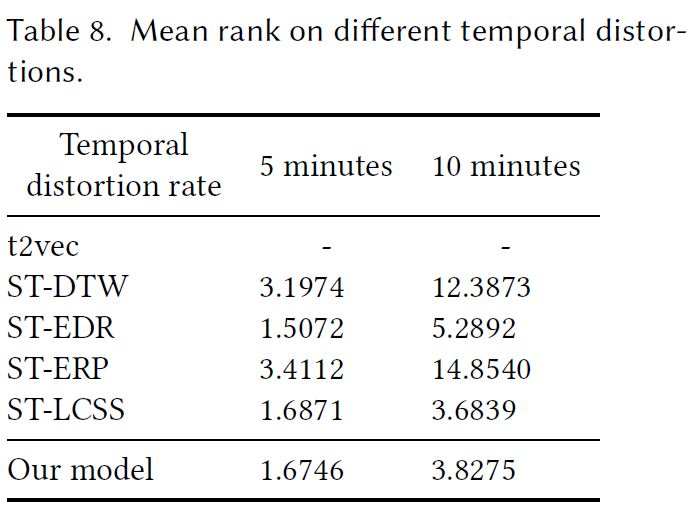 Table 8. Mean rank on different temporal distor-
tions.
Temporal
distortion rate 5 minutes 10 minutes
t2vec - -
ST-DTW 3.1974 12.3873
ST-EDR 1.5072 5.2892
ST-ERP 3.4112 14.8540
ST-LCSS 1.6871 3.6839
Our model 1.6746 3.8275